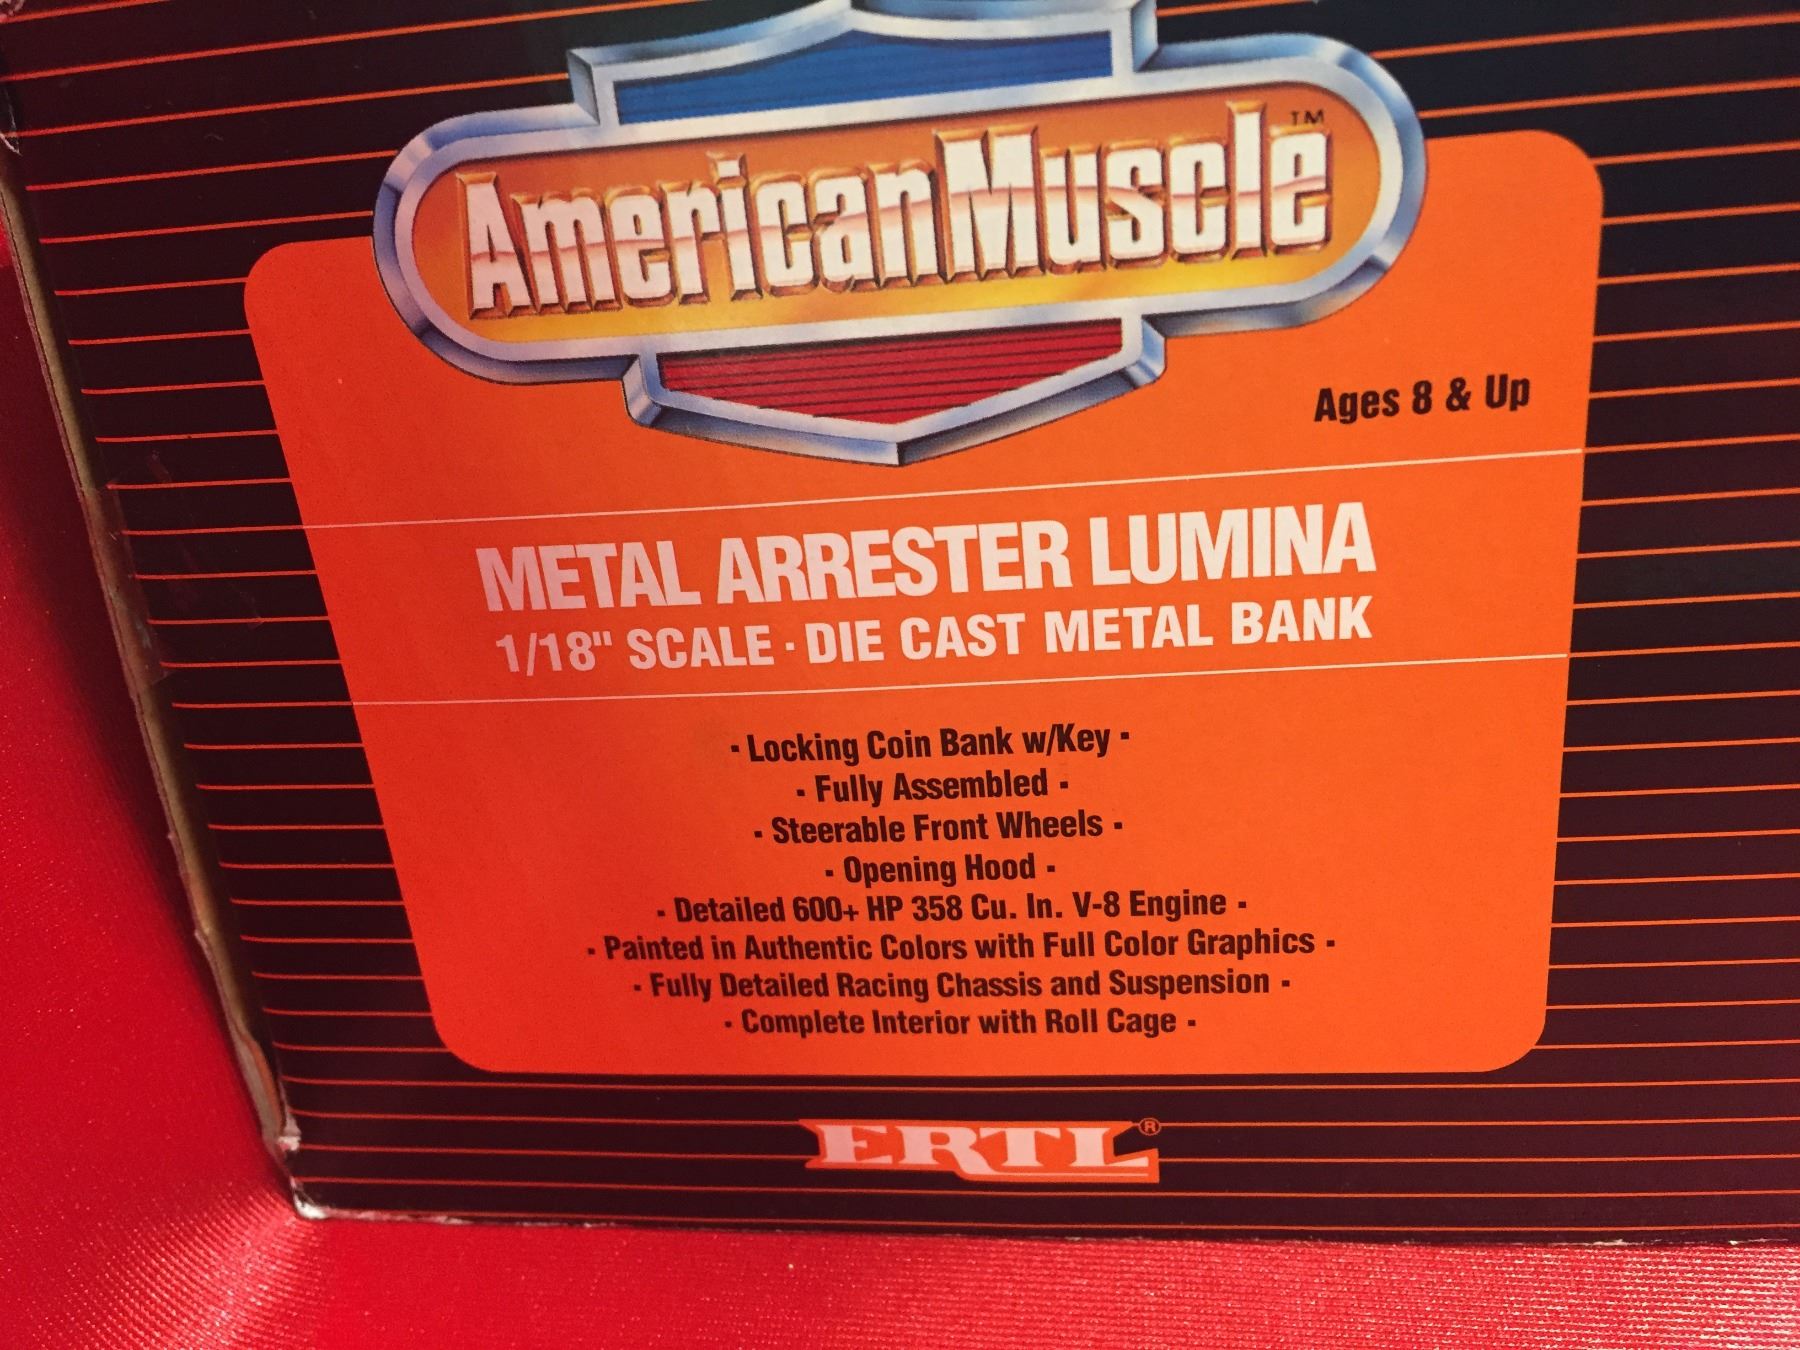 AmericanMuscle™
Ages 8 & Up
METAL ARRESTER LUMINA
1/18" SCALE · DIE CAST METAL BANK
· Locking Coin Bank w/Key ·
· Fully Assembled ·
· Steerable Front Wheels ·
· Opening Hood ·
· Detailed 600+ HP 358 Cu. In. V-8 Engine ·
· Painted in Authentic Colors with Full Color Graphics ·
· Fully Detailed Racing Chassis and Suspension ·
· Complete Interior with Roll Cage ·
ERTL®